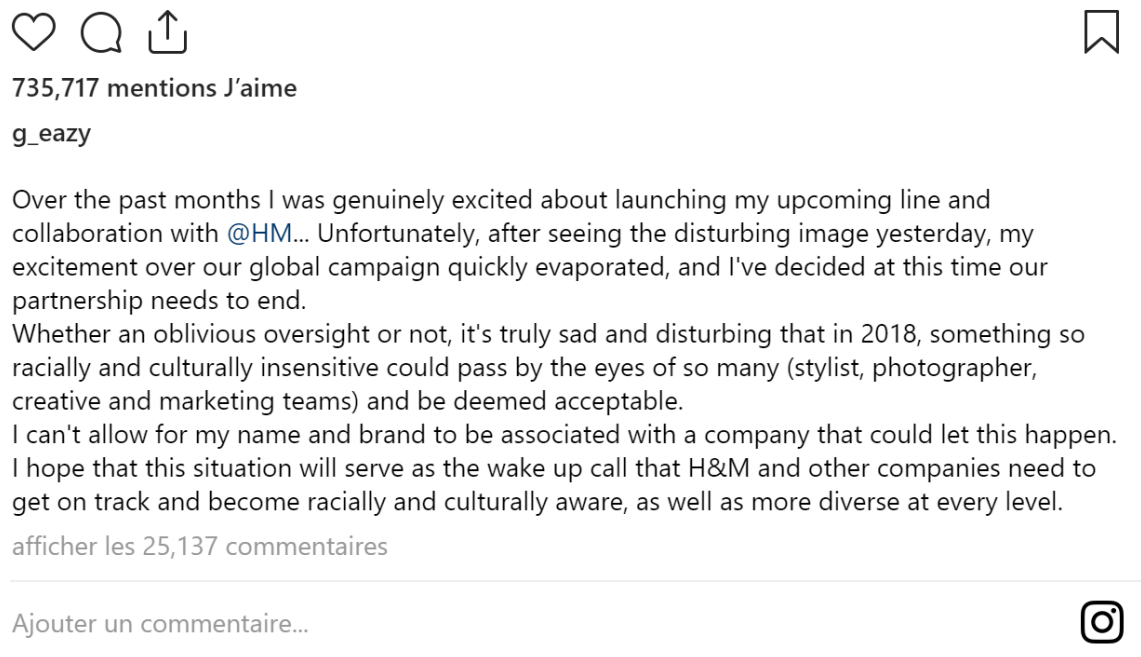 735,717 mentions J’aime
g_eazy
Over the past months I was genuinely excited about launching my upcoming line and
collaboration with @HM... Unfortunately, after seeing the disturbing image yesterday, my
excitement over our global campaign quickly evaporated, and I've decided at this time our
partnership needs to end.
Whether an oblivious oversight or not, it's truly sad and disturbing that in 2018, something so
racially and culturally insensitive could pass by the eyes of so many (stylist, photographer,
creative and marketing teams) and be deemed acceptable.
I can't allow for my name and brand to be associated with a company that could let this happen.
I hope that this situation will serve as the wake up call that H&M and other companies need to
get on track and become racially and culturally aware, as well as more diverse at every level.
afficher les 25,137 commentaires
Ajouter un commentaire...